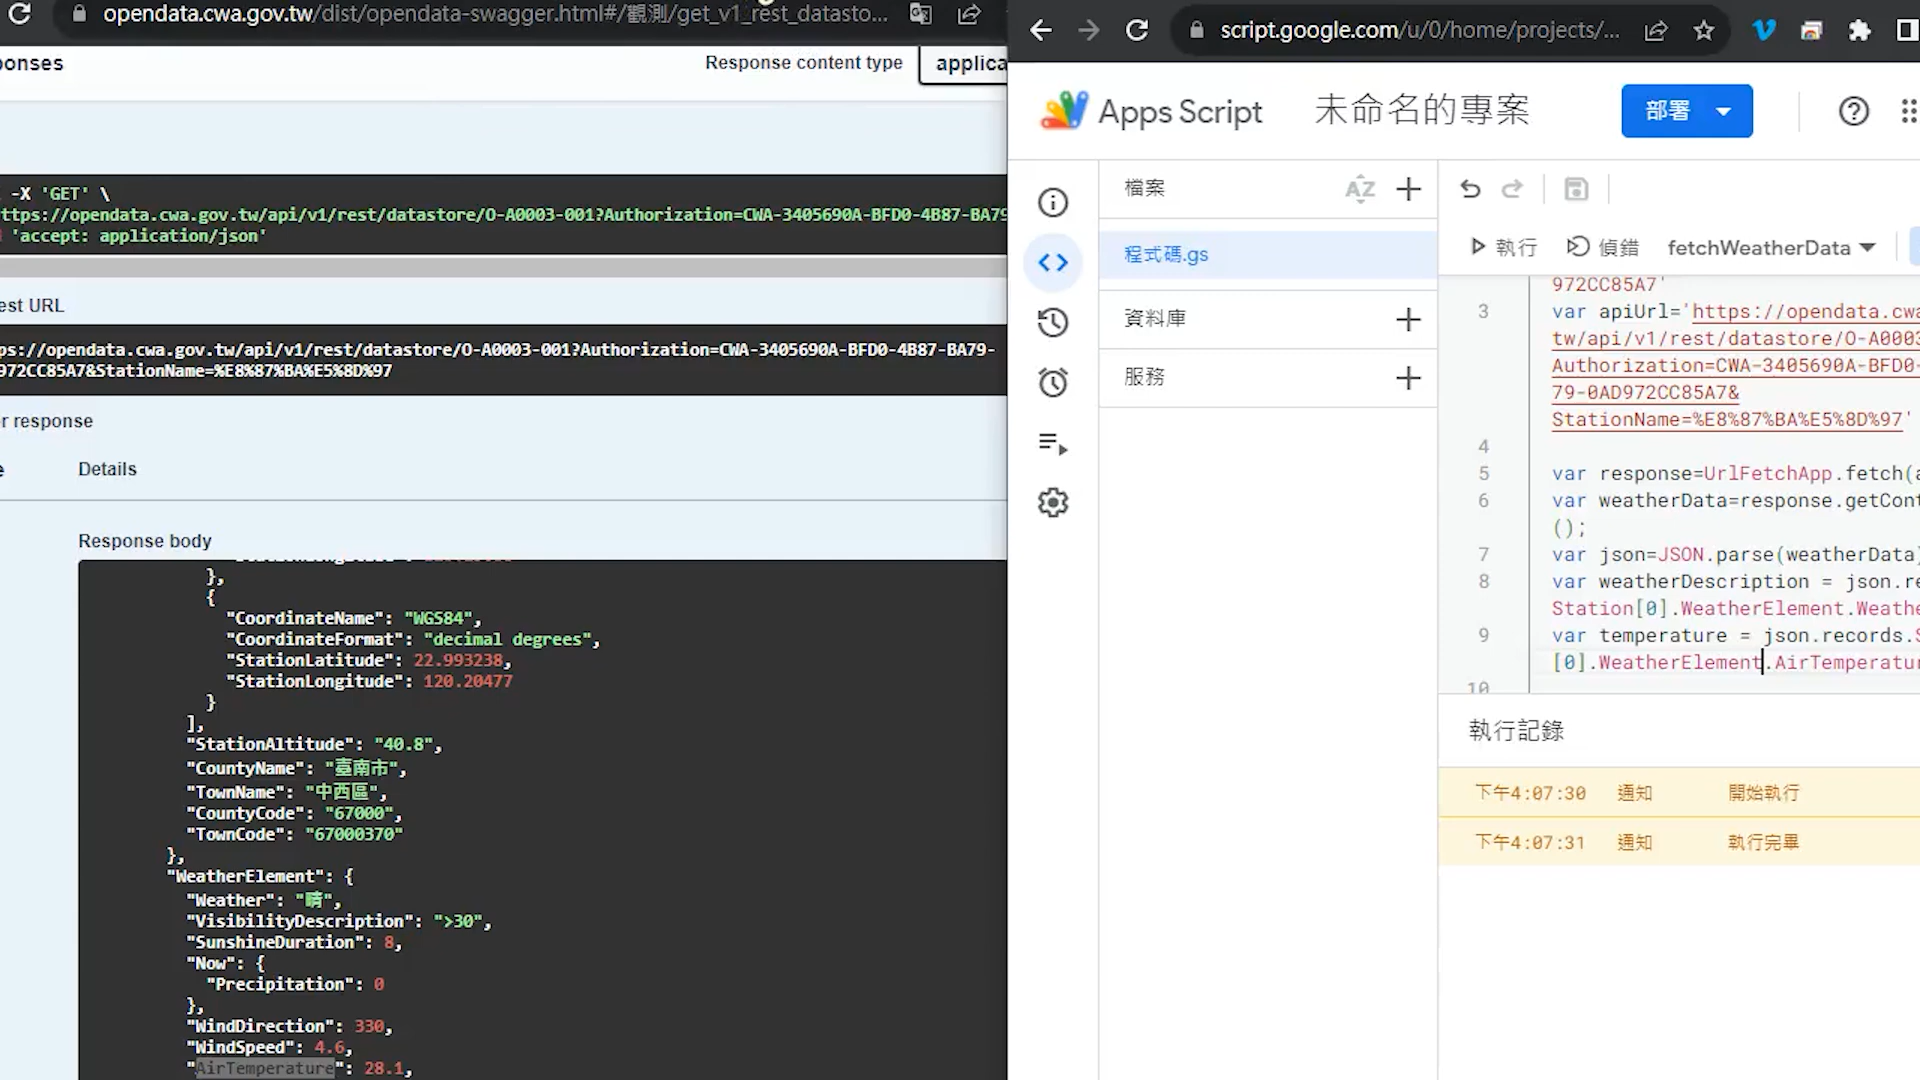 opendata.cwa.gov.tw/dist/opendata-swagger.html#/觀測/get_v1_rest_datasto...
onses
Response content type
applica
-X 'GET' \
ttps://opendata.cwa.gov.tw/api/v1/rest/datastore/O-A0003-001?Authorization=CWA-3405690A-BFD0-4B87-BA79
'accept: application/json'
est URL
ps://opendata.cwa.gov.tw/api/v1/rest/datastore/O-A0003-001?Authorization=CWA-3405690A-BFD0-4B87-BA79-
972CC85A7&StationName=%E8%87%BA%E5%8D%97
r response
e
Details
Response body
},
{
"CoordinateName": "WGS84",
"CoordinateFormat": "decimal degrees",
"StationLatitude": 22.993238,
"StationLongitude": 120.20477
}
],
"StationAltitude": "40.8",
"CountyName": "臺南市",
"TownName": "中西區",
"CountyCode": "67000",
"TownCode": "67000370"
},
"WeatherElement": {
"Weather": "晴",
"VisibilityDescription": ">30",
"SunshineDuration": 8,
"Now": {
"Precipitation": 0
},
"WindDirection": 330,
"WindSpeed": 4.6,
"AirTemperature": 28.1,
script.google.com/u/0/home/projects/...
Apps Script
未命名的專案
部署
檔案
AZ
程式碼.gs
資料庫
服務
執行
偵錯
fetchWeatherData
972CC85A7'
3 var apiUrl='https://opendata.cwa
tw/api/v1/rest/datastore/O-A0003
Authorization=CWA-3405690A-BFD0-
79-0AD972CC85A7&
StationName=%E8%87%BA%E5%8D%97'
4
5 var response=UrlFetchApp.fetch(a
6 var weatherData=response.getCont
();
7 var json=JSON.parse(weatherData)
8 var weatherDescription = json.re
Station[0].WeatherElement.Weathe
9 var temperature = json.records.S
[0].WeatherElement.AirTemperatur
10
執行記錄
下午4:07:30 通知 開始執行
下午4:07:31 通知 執行完畢